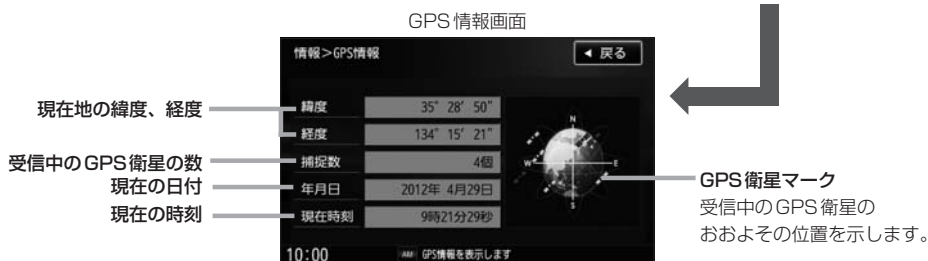 GPS情報画面
情報>GPS情報
◀ 戻る
現在地の緯度、経度
緯度 35° 28′ 50″
経度 134° 15′ 21″
受信中のGPS衛星の数
捕捉数 4個
現在の日付
年月日 2012年 4月29日
現在の時刻
現在時刻 9時21分29秒
N
W
E
S
GPS衛星マーク
受信中のGPS衛星の
おおよその位置を示します。
10:00
AM GPS情報を表示します